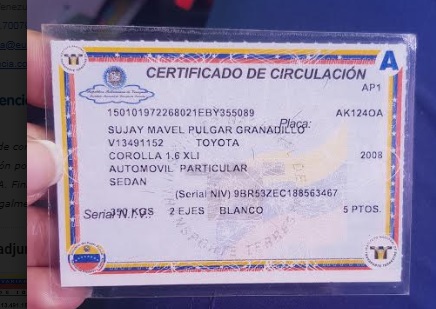 CERTIFICADO DE CIRCULACIÓN
A
AP1
150101972268021EBY355089
Placa:
AK124OA
SUJAY MAVEL PULGAR GRANADILLO
V13491152 TOYOTA
COROLLA 1.6 XLI 2008
AUTOMOVIL PARTICULAR
SEDAN
(Serial NIV) 9BR53ZEC188563467
Serial N.I.V.:
KGS 2 EJES BLANCO 5 PTOS.